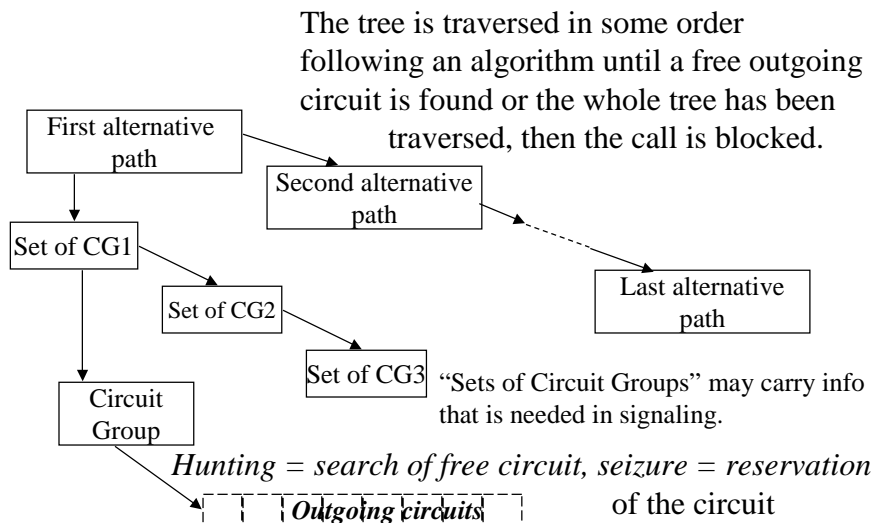 The tree is traversed in some order
following an algorithm until a free outgoing
circuit is found or the whole tree has been
traversed, then the call is blocked.
First alternative
path
Second alternative
path
Set of CG1
Set of CG2
Last alternative
path
Set of CG3
“Sets of Circuit Groups” may carry info
that is needed in signaling.
Circuit
Group
Hunting = search of free circuit, seizure = reservation
of the circuit
Outgoing circuits